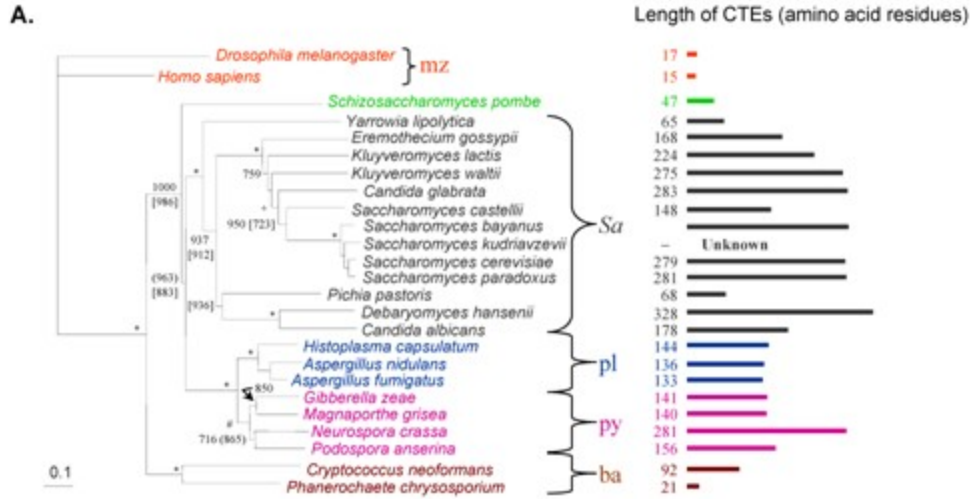 A.
Length of CTEs (amino acid residues)
Drosophila melanogaster 17
mz
Homo sapiens 15
Schizosaccharomyces pombe 47
Yarrowia lipolytica 65
Eremothecium gossypii 168
Kluyveromyces lactis 224
759 Kluyveromyces waltii 275
1000 Candida glabrata 283
[986]
Saccharomyces castellii 148
950 [723] Saccharomyces bayanus Sa
937
[912] Saccharomyces kudriavzevii – Unknown
Saccharomyces cerevisiae 279
(963) Saccharomyces paradoxus 281
[883]
Pichia pastoris 68
[936] Debaryomyces hansenii 328
* Candida albicans 178
Histoplasma capsulatum 144
Aspergillus nidulans pl 136
Aspergillus fumigatus 133
850
Gibberella zeae 141
Magnaporthe grisea 140
# py
716 (865) Neurospora crassa 281
Podospora anserina 156
Cryptococcus neoformans 92
0.1 ba
Phanerochaete chrysosporium 21